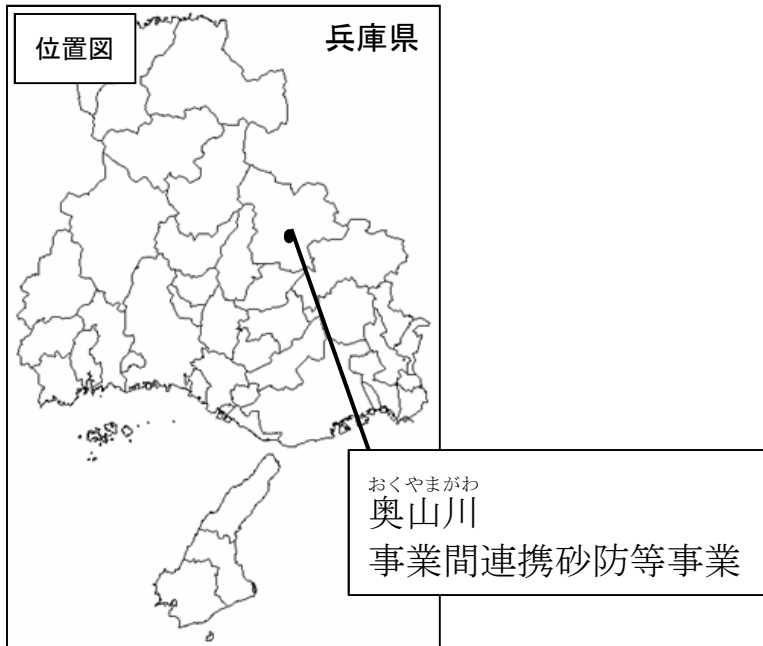 位置図
兵庫県
おくやまがわ
奥山川
事業間連携砂防等事業